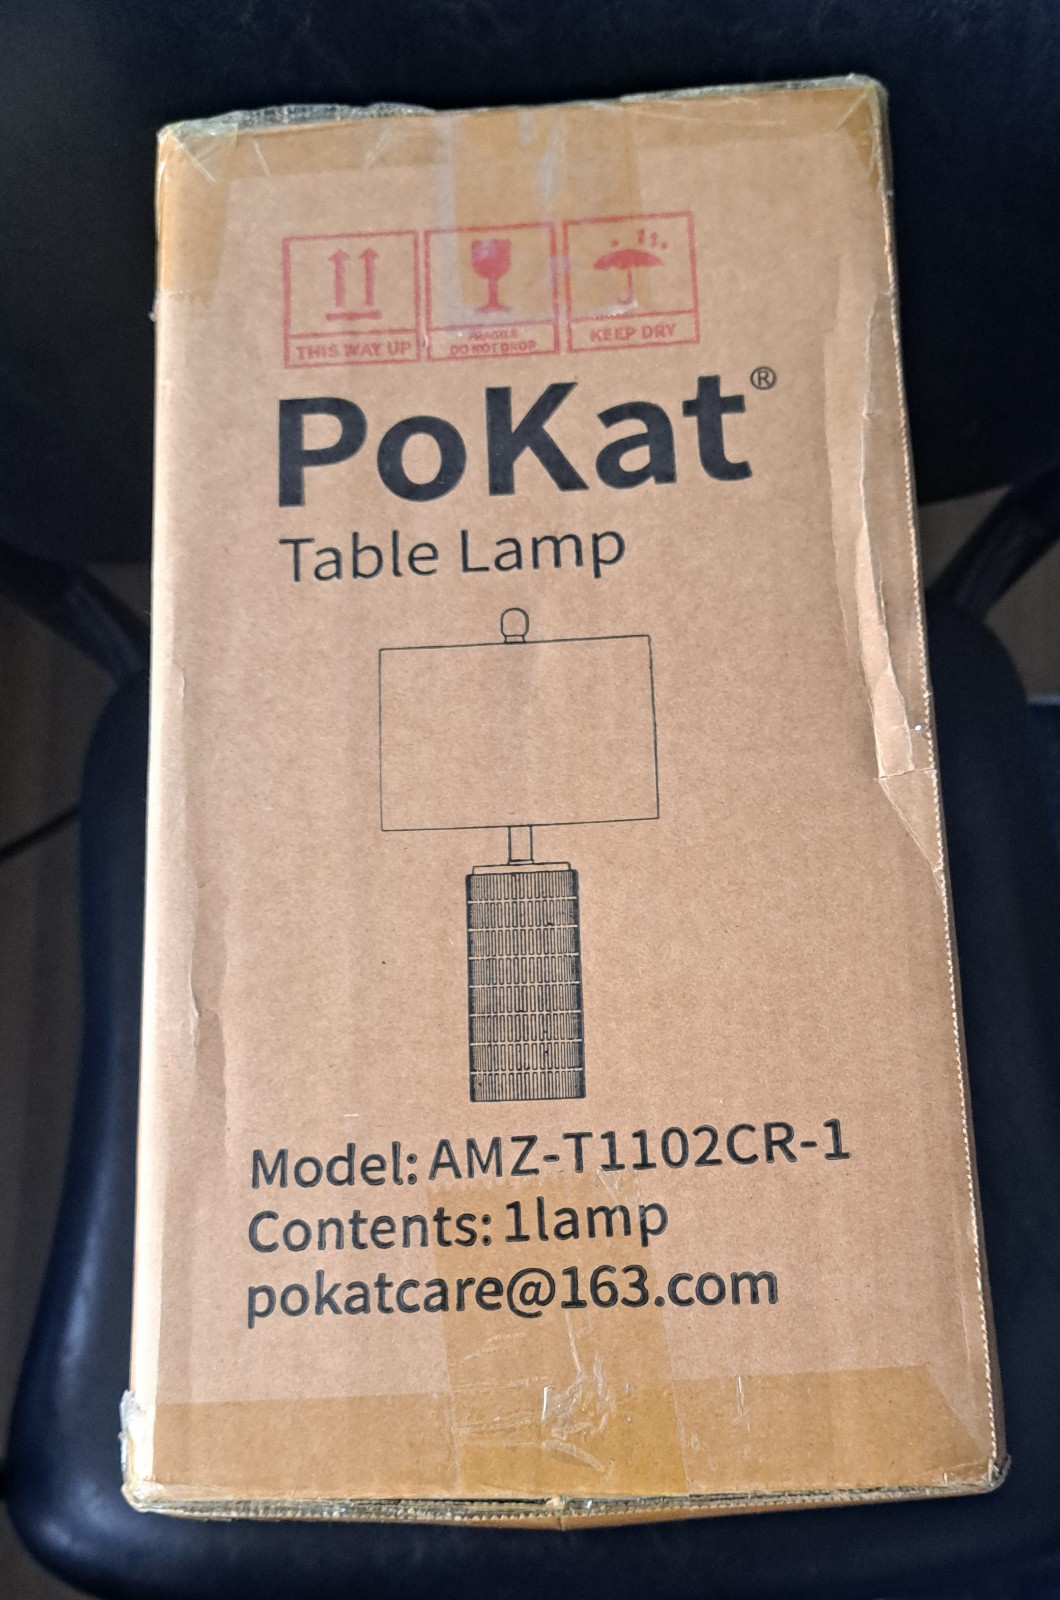 THIS WAY UP
FRAGILE
DO NOT DROP
KEEP DRY
PoKat®
Table Lamp
Model: AMZ-T1102CR-1
Contents: 1lamp
pokatcare@163.com